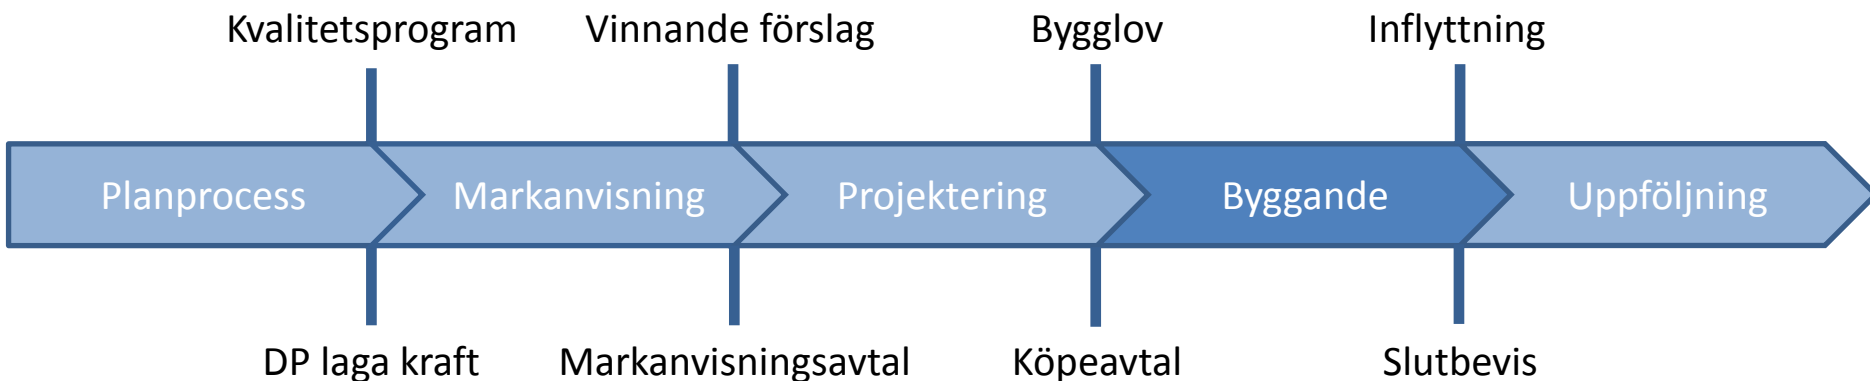 Kvalitetsprogram Vinnande förslag Bygglov Inflyttning
Planprocess Markanvisning Projektering Byggande Uppföljning
DP laga kraft Markanvisningsavtal Köpeavtal Slutbevis